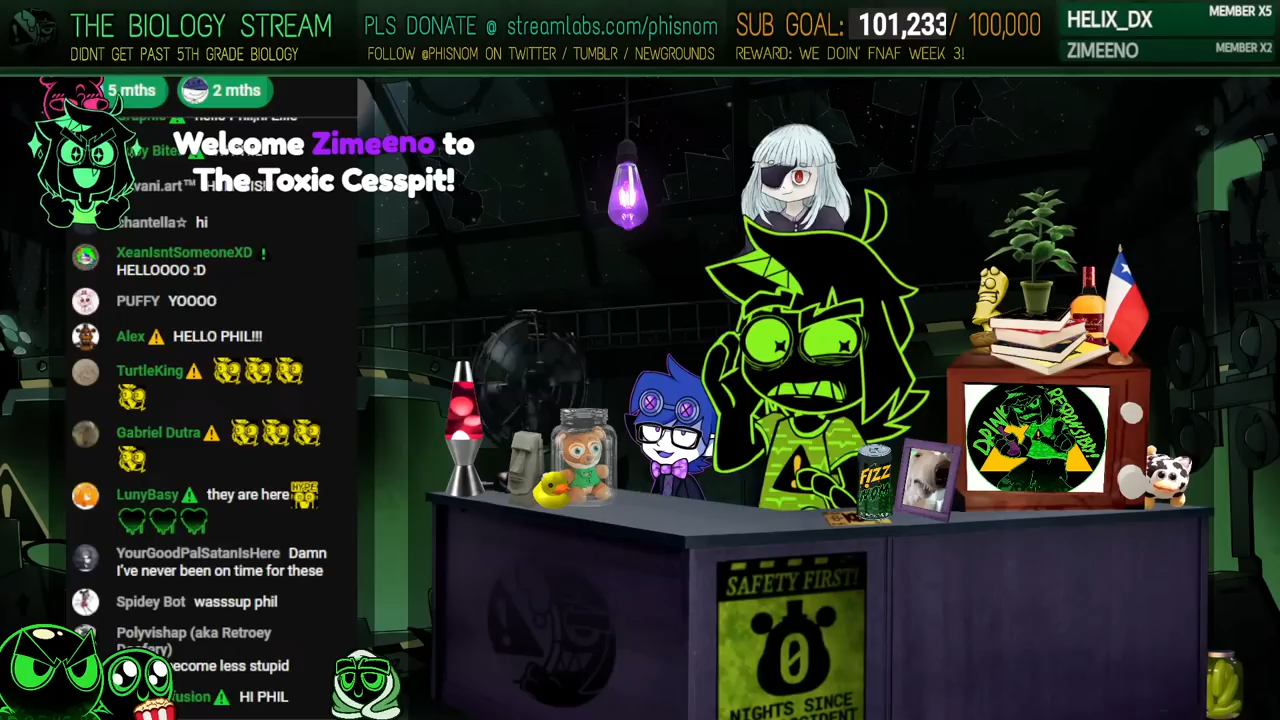 THE BIOLOGY STREAM
DIDNT GET PAST 5TH GRADE BIOLOGY
PLS DONATE @ streamlabs.com/phisnom
FOLLOW @PHISNOM ON TWITTER / TUMBLR / NEWGROUNDS
SUB GOAL: 101,233/ 100,000
REWARD: WE DOIN' FNAF WEEK 3!
HELIX_DX MEMBER X5
ZIMEENO MEMBER X2
5 mths 2 mths
Welcome Zimeeno to
The Toxic Cesspit!
hi
XeanIsntSomeoneXD
HELLOOOO :D
PUFFY YOOOO
Alex HELLO PHIL!!!
TurtleKing
Gabriel Dutra
LunyBasy they are here HYPE
YourGoodPalSatanIsHere Damn
I've never been on time for these
Spidey Bot wasssup phil
Polyvishap (aka Retroey
become less stupid
HI PHIL
FIZZ
DRINK RESPONSIBLY!
SAFETY FIRST!
0
NIGHTS SINCE